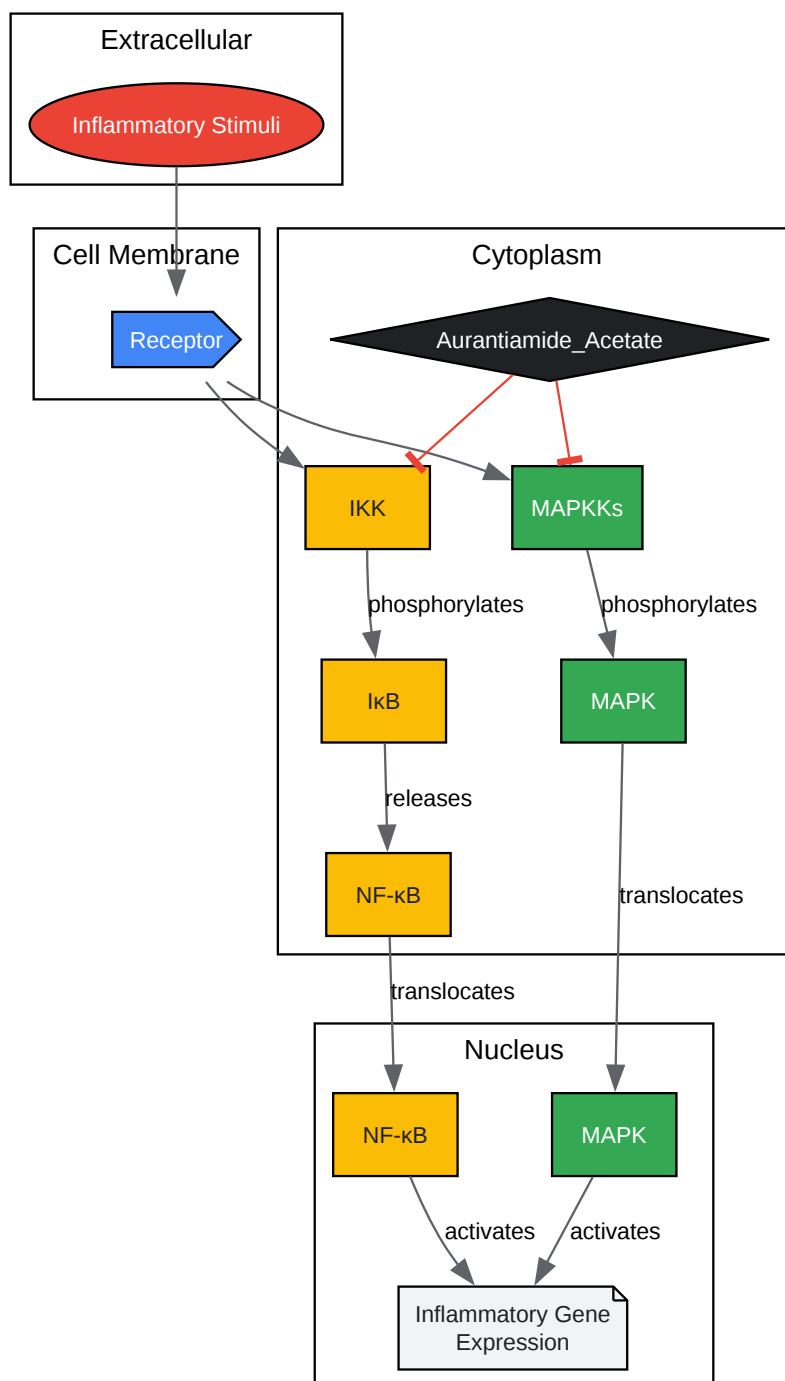 Extracellular
Inflammatory Stimuli
Cell Membrane
Cytoplasm
Receptor
Aurantiamide_Acetate
IKK
MAPKKs
phosphorylates
phosphorylates
IκB
MAPK
releases
NF-κB
translocates
translocates
Nucleus
NF-κB
MAPK
activates
activates
Inflammatory Gene
Expression